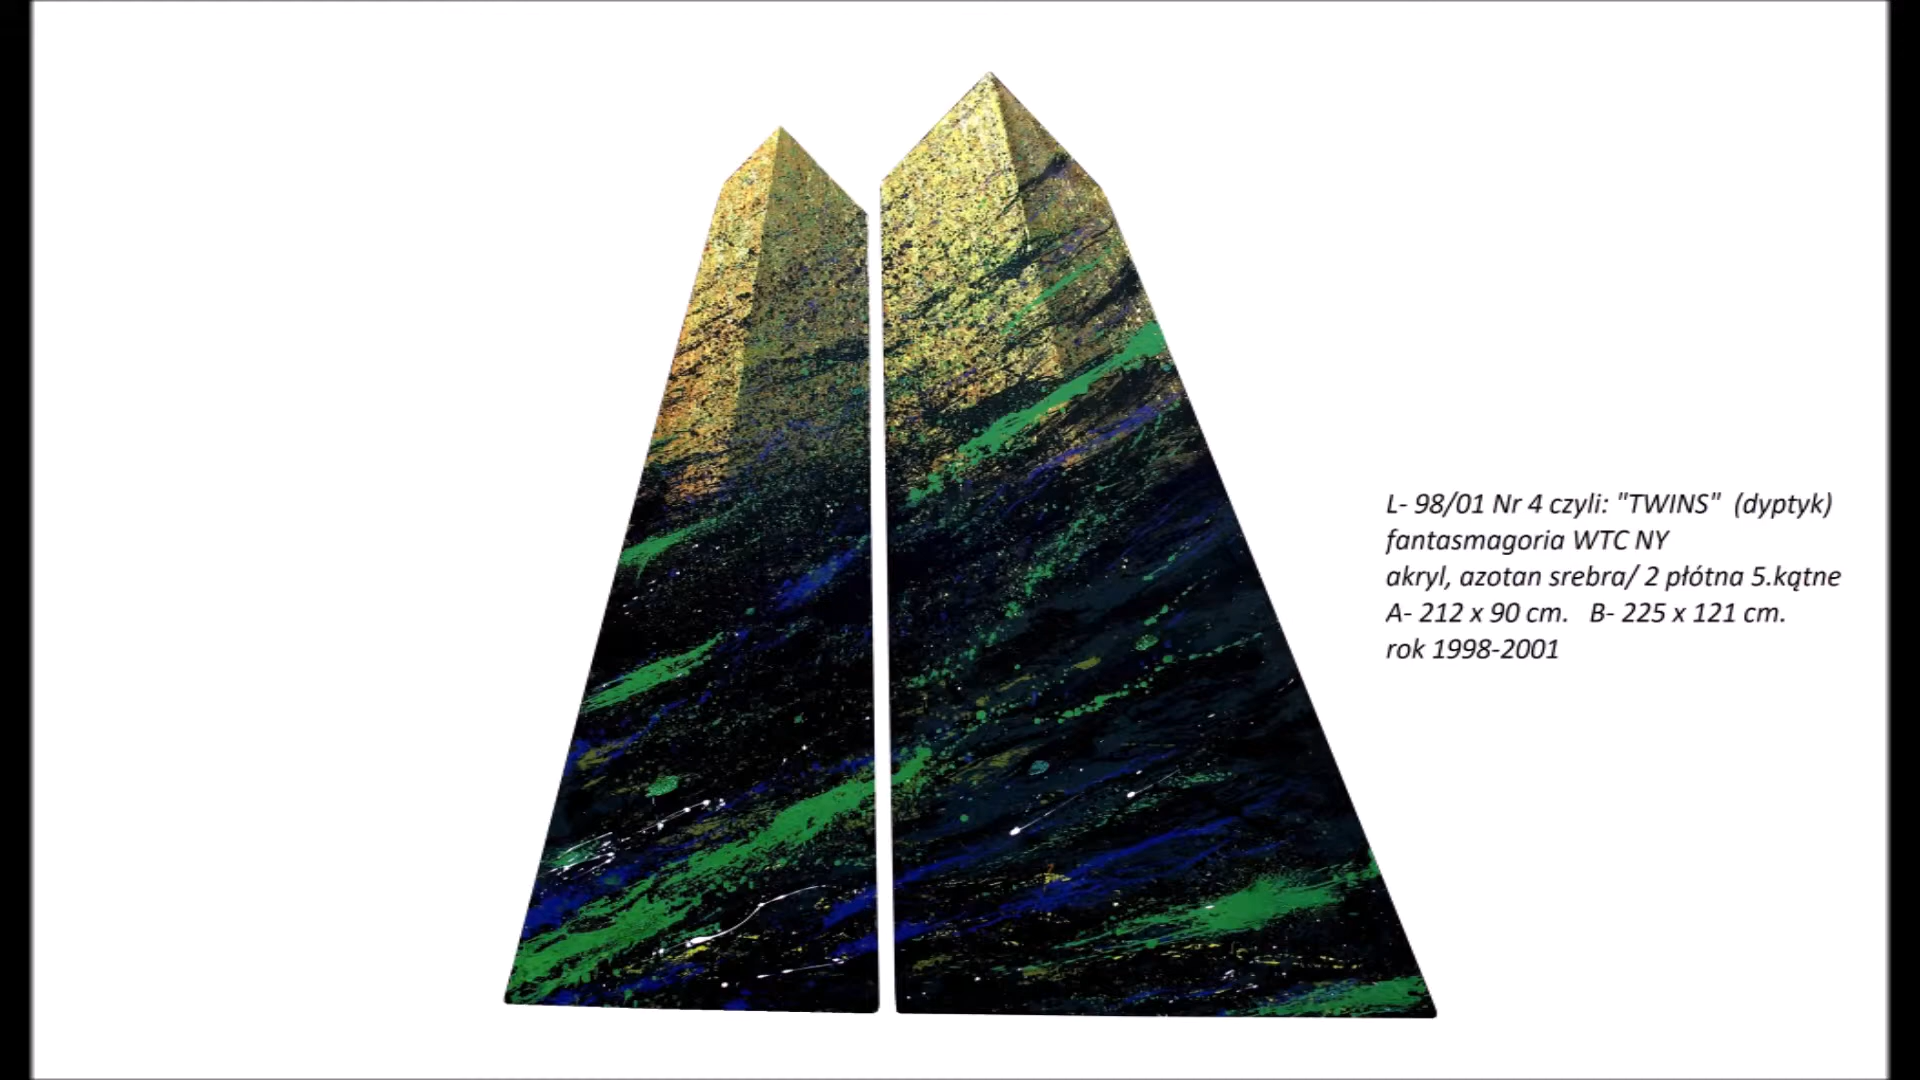 L- 98/01 Nr 4 czyli: "TWINS" (dyptyk)
fantasmagoria WTC NY
akryl, azotan srebra/ 2 płótna 5.kątne
A- 212 x 90 cm. B- 225 x 121 cm.
rok 1998-2001